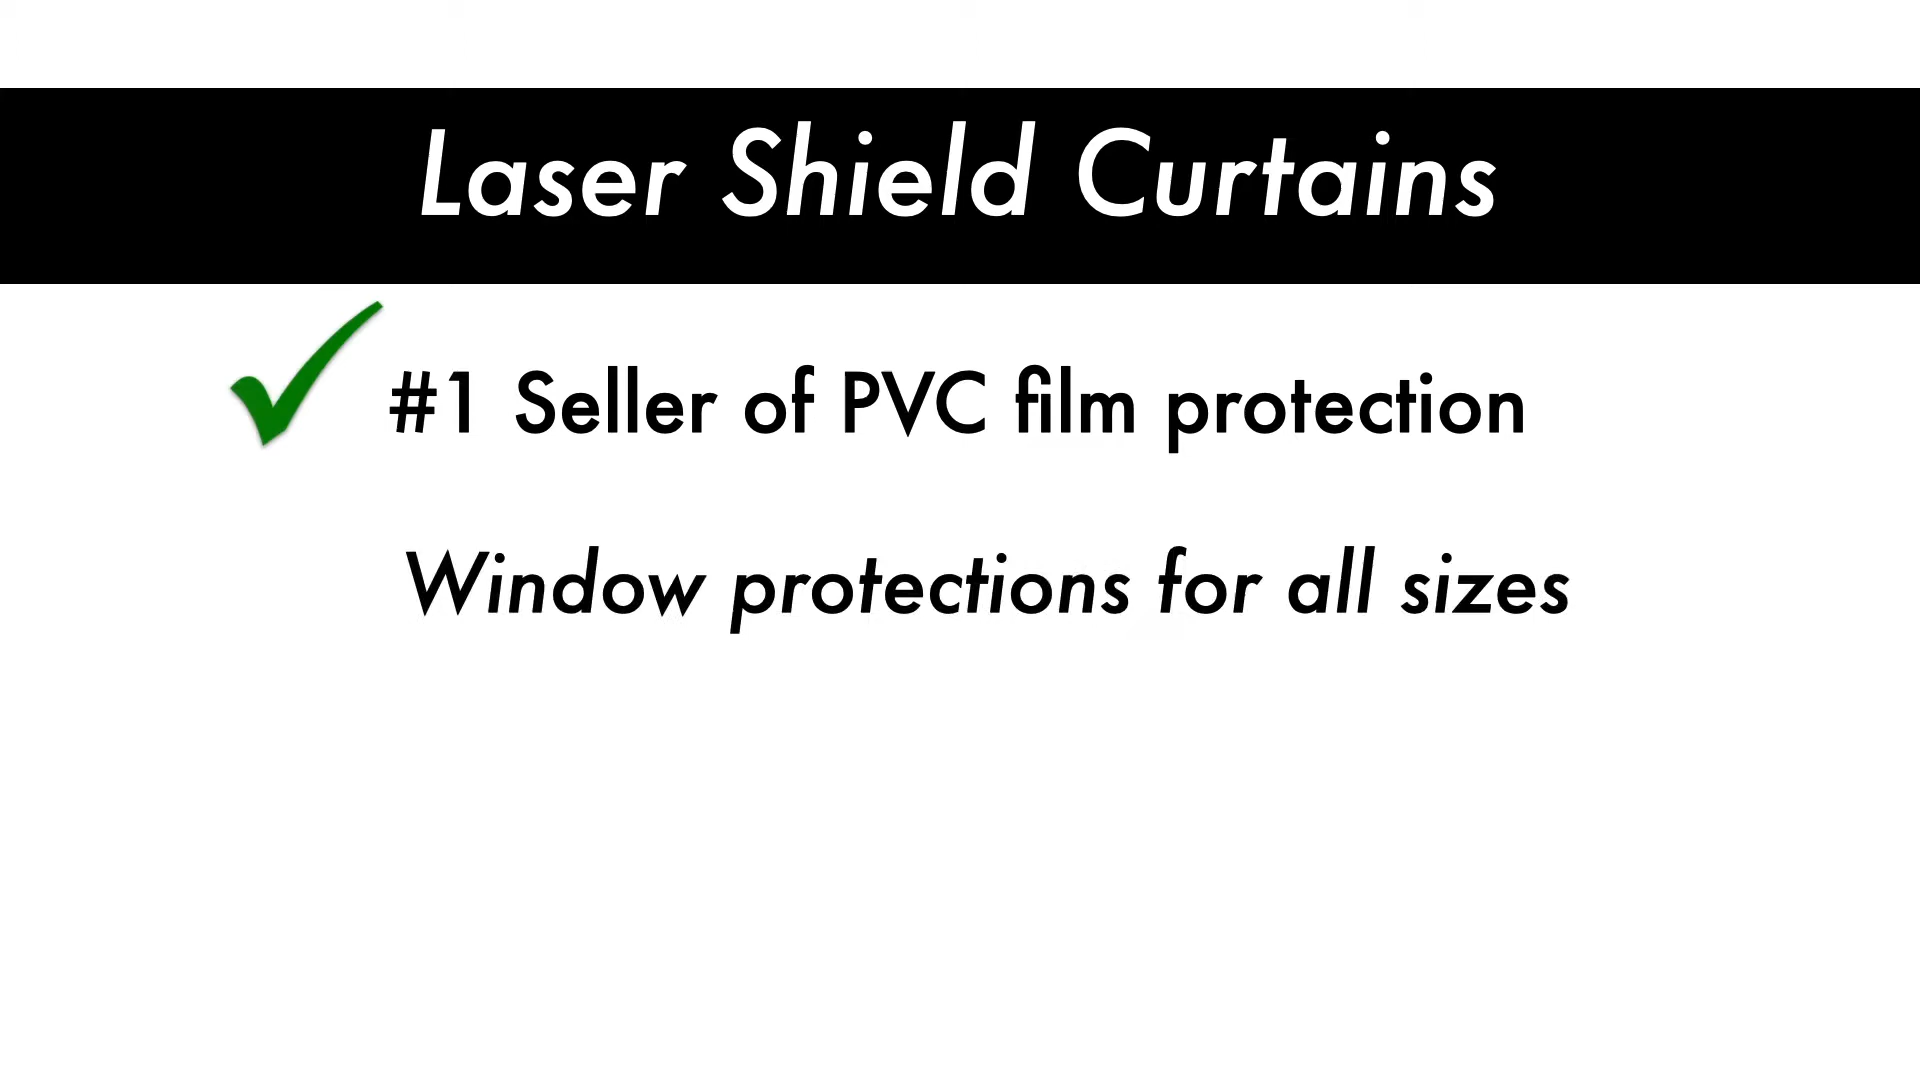 Laser Shield Curtains
#1 Seller of PVC film protection
Window protections for all sizes